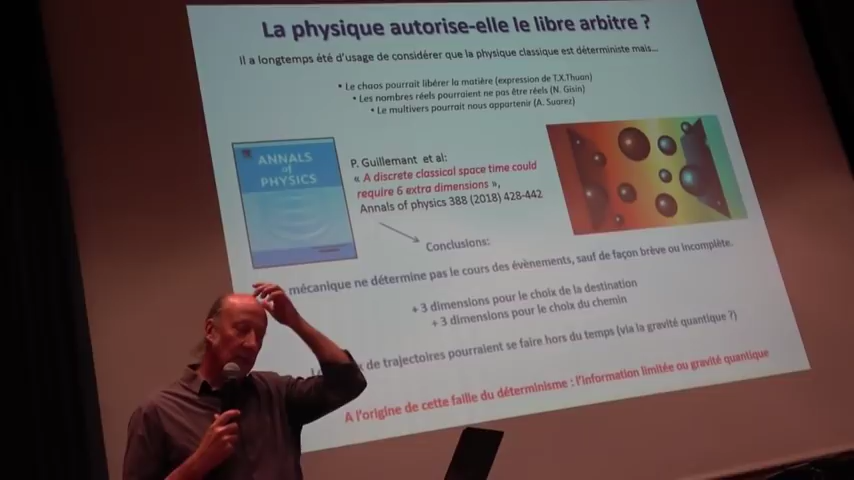 La physique autorise-elle le libre arbitre ?
Il a longtemps été d'usage de considérer que la physique classique est déterministe mais...
• Le chaos pourrait libérer la matière (expression de T.X.Thuan)
• Les nombres réels pourraient ne pas être réels (N. Gisin)
• Le multivers pourrait nous appartenir (A. Suarez)
ANNALS
of
PHYSICS
P. Guillemant et al:
« A discrete classical space time could
require 6 extra dimensions »,
Annals of physics 388 (2018) 428-442
Conclusions:
mécanique ne détermine pas le cours des évènements, sauf de façon brève ou incomplète.
+ 3 dimensions pour le choix de la destination
+ 3 dimensions pour le choix du chemin
de trajectoires pourraient se faire hors du temps (via la gravité quantique ?)
A l'origine de cette faille du déterminisme : l'information limitée ou gravité quantique